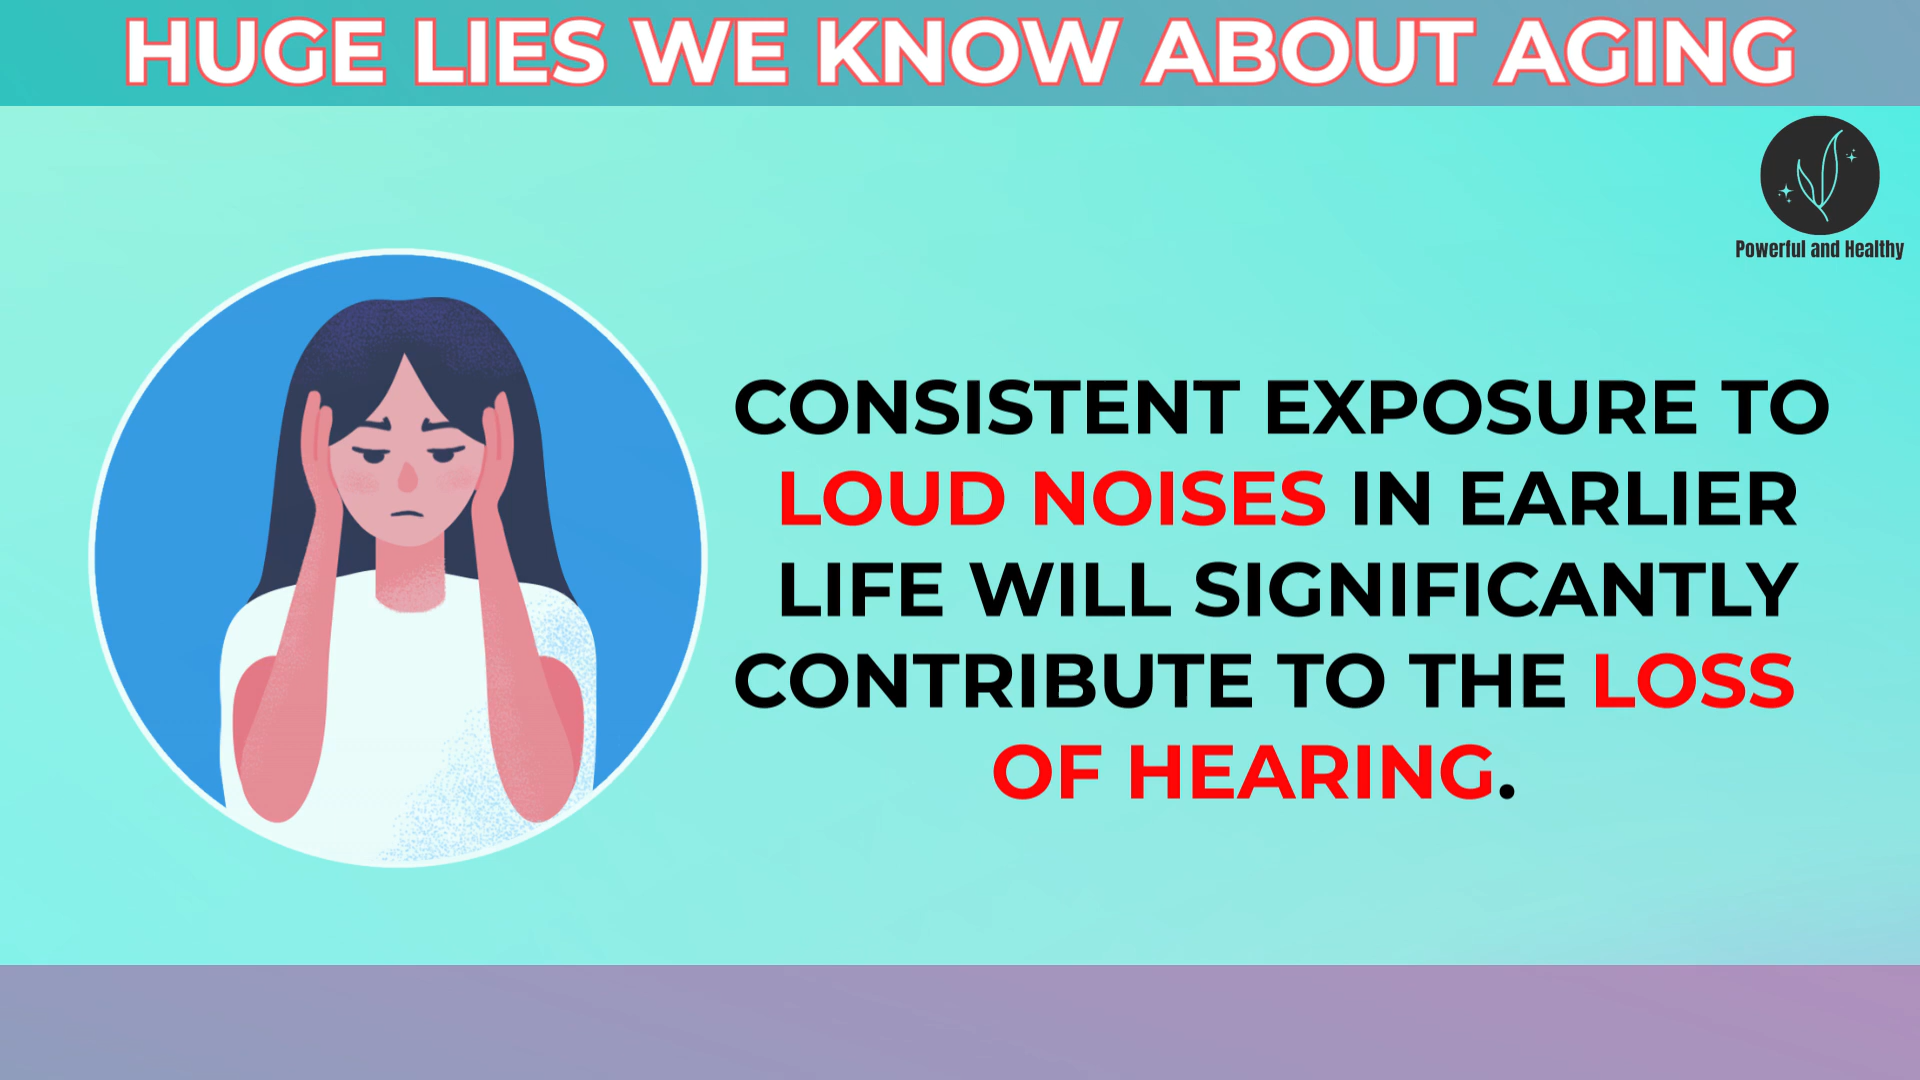 HUGE LIES WE KNOW ABOUT AGING
Powerful and Healthy
CONSISTENT EXPOSURE TO
LOUD NOISES IN EARLIER
LIFE WILL SIGNIFICANTLY
CONTRIBUTE TO THE LOSS
OF HEARING.